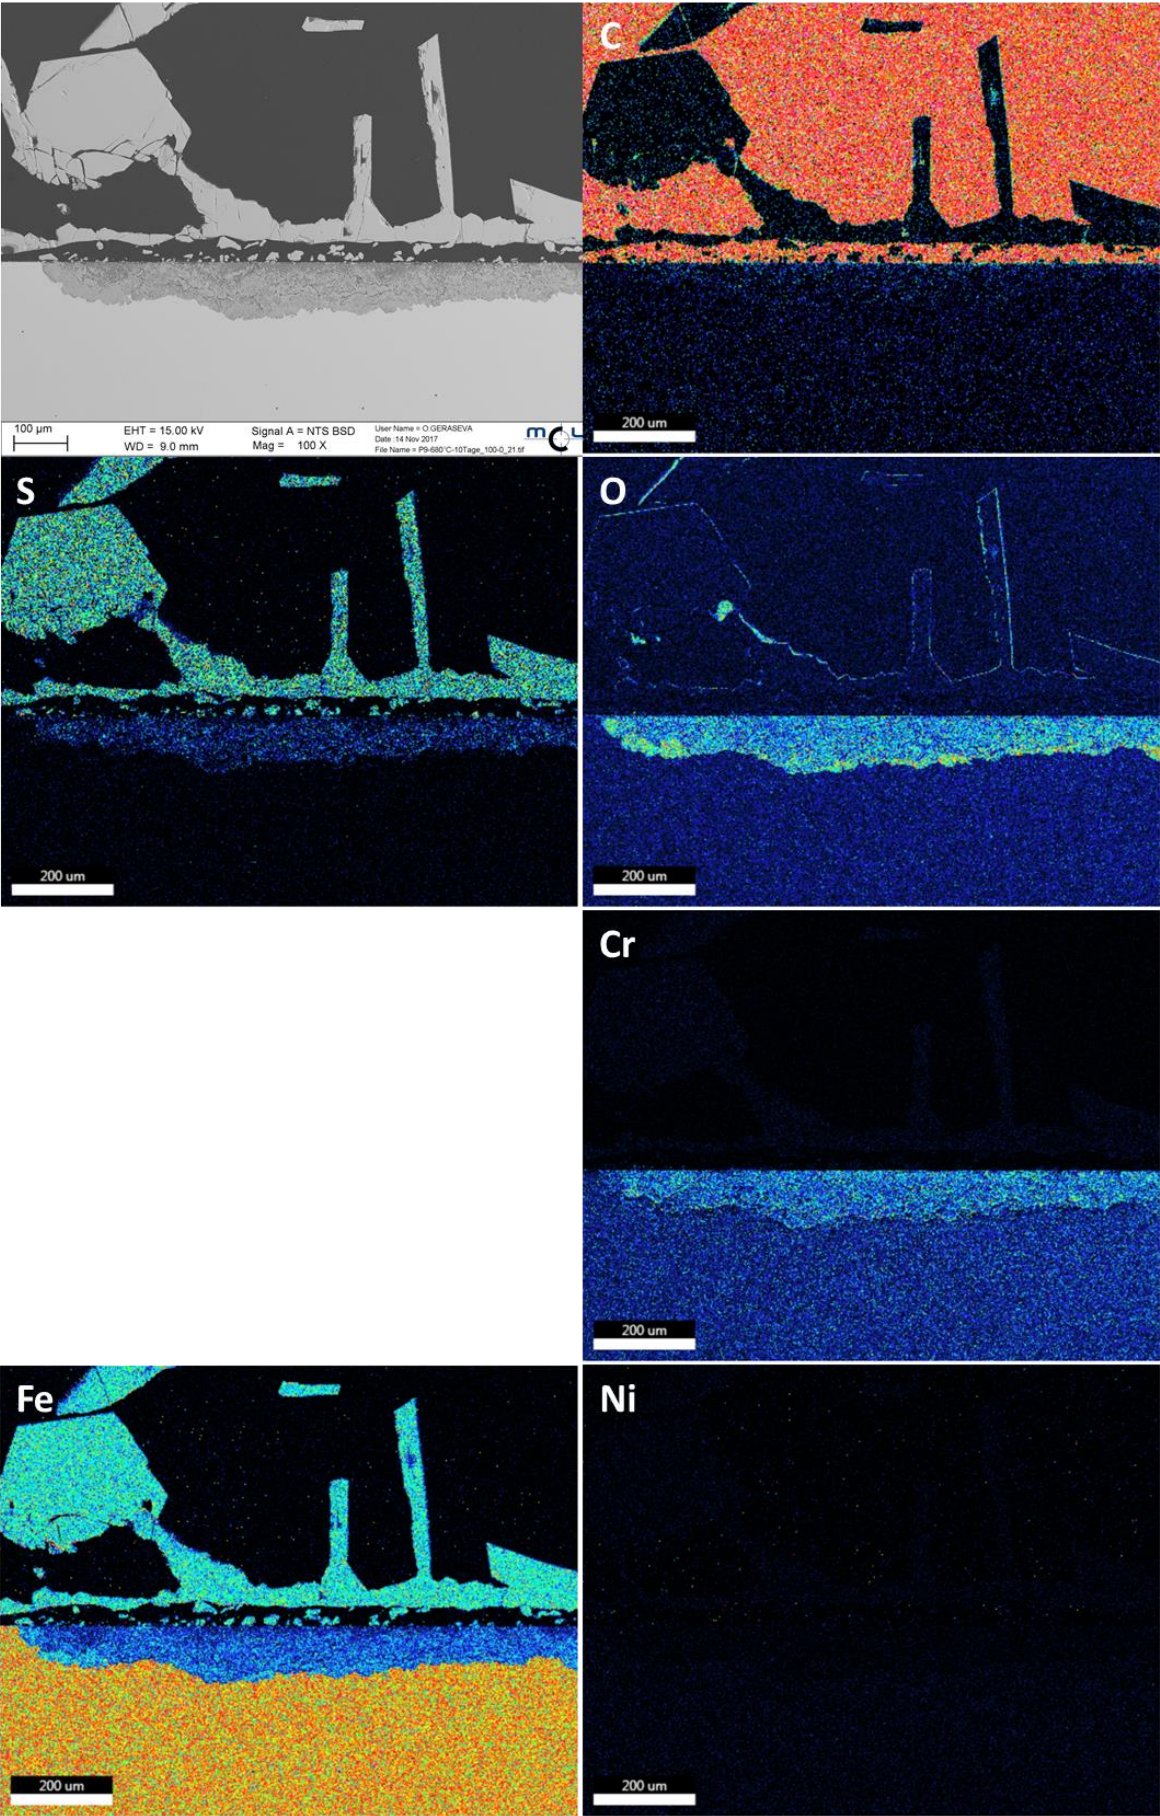 C
100 µm
EHT = 15.00 kV
WD = 9.0 mm
Signal A = NTS BSD
Mag = 100 X
User Name = O.GERASEVA
Date :14 Nov 2017
File Name = P9-680°C-10Tage_100-0_21.tif
200 um
S
O
200 um
200 um
Cr
200 um
Fe
Ni
200 um
200 um